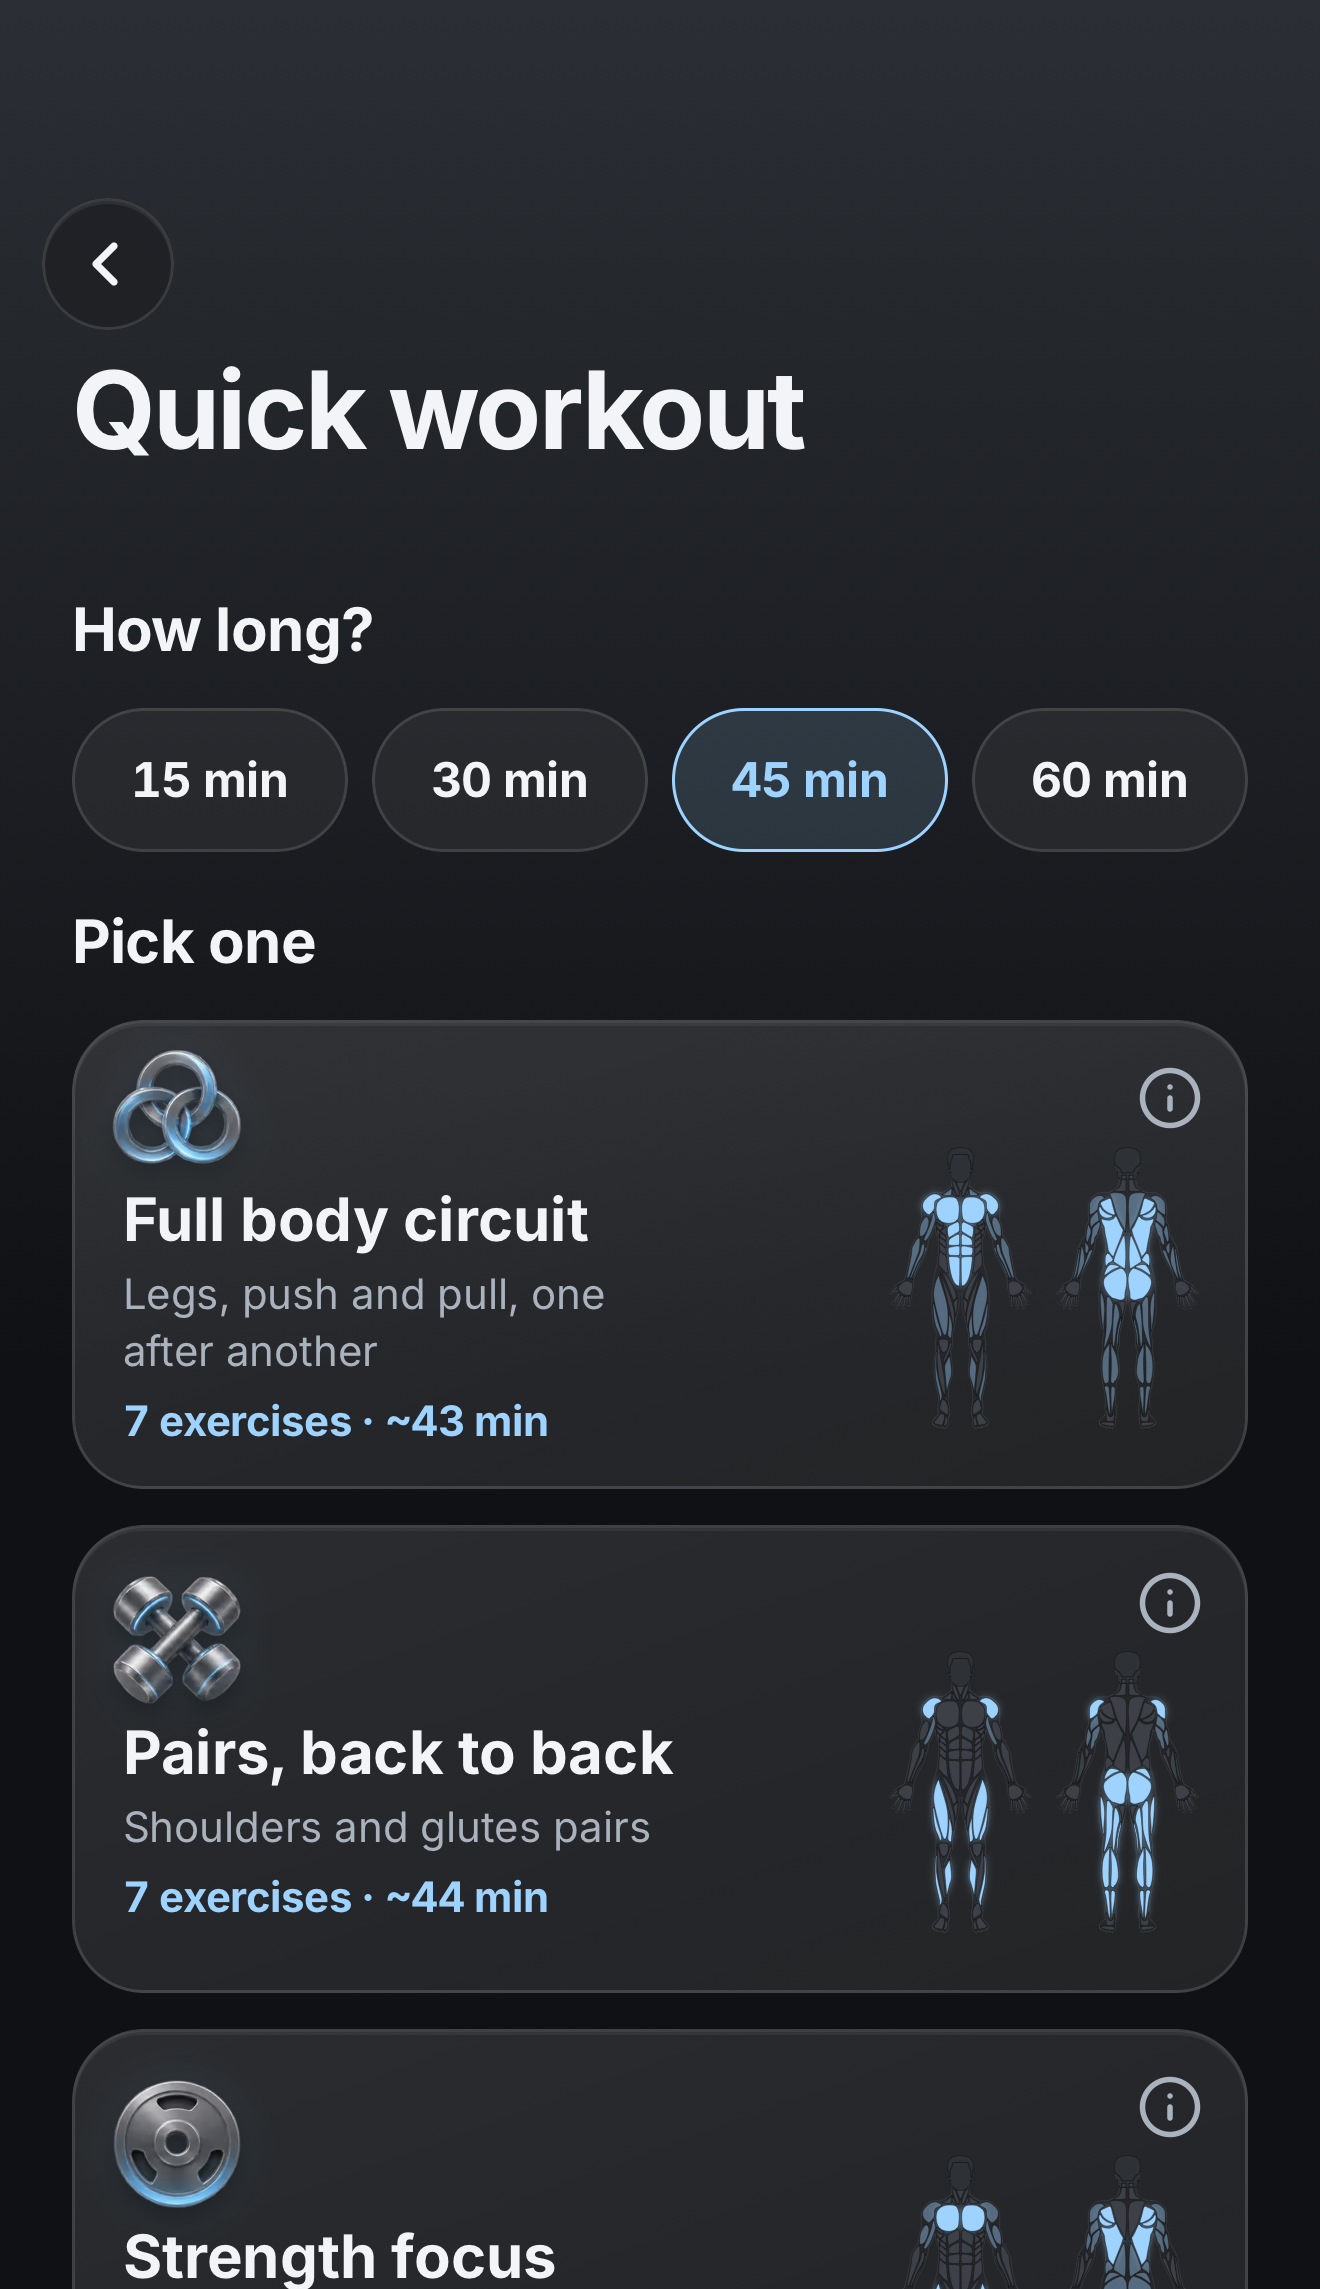 Quick workout
How long?
15 min
30 min
45 min
60 min
Pick one
Full body circuit
Legs, push and pull, one
after another
7 exercises · ~43 min
Pairs, back to back
Shoulders and glutes pairs
7 exercises · ~44 min
Strength focus